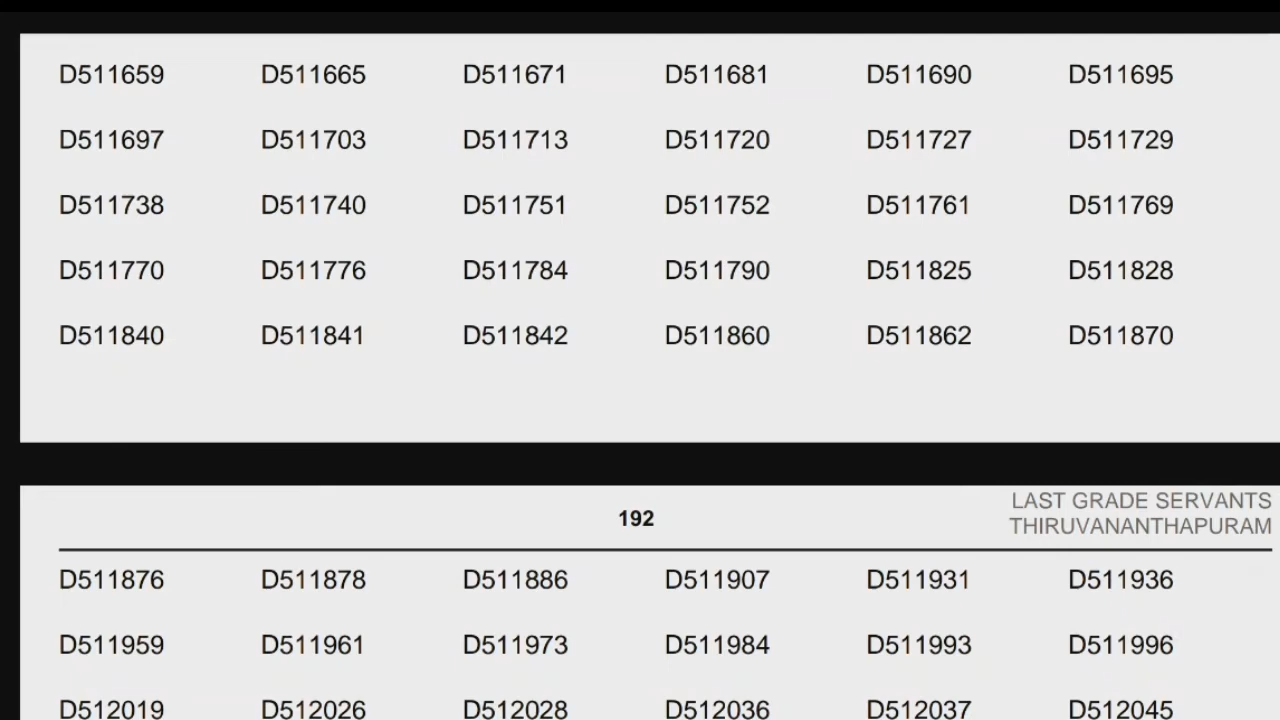 D511659 D511665 D511671 D511681 D511690 D511695
D511697 D511703 D511713 D511720 D511727 D511729
D511738 D511740 D511751 D511752 D511761 D511769
D511770 D511776 D511784 D511790 D511825 D511828
D511840 D511841 D511842 D511860 D511862 D511870
LAST GRADE SERVANTS
192
THIRUVANANTHAPURAM
D511876 D511878 D511886 D511907 D511931 D511936
D511959 D511961 D511973 D511984 D511993 D511996
D512019 D512026 D512028 D512036 D512037 D512045